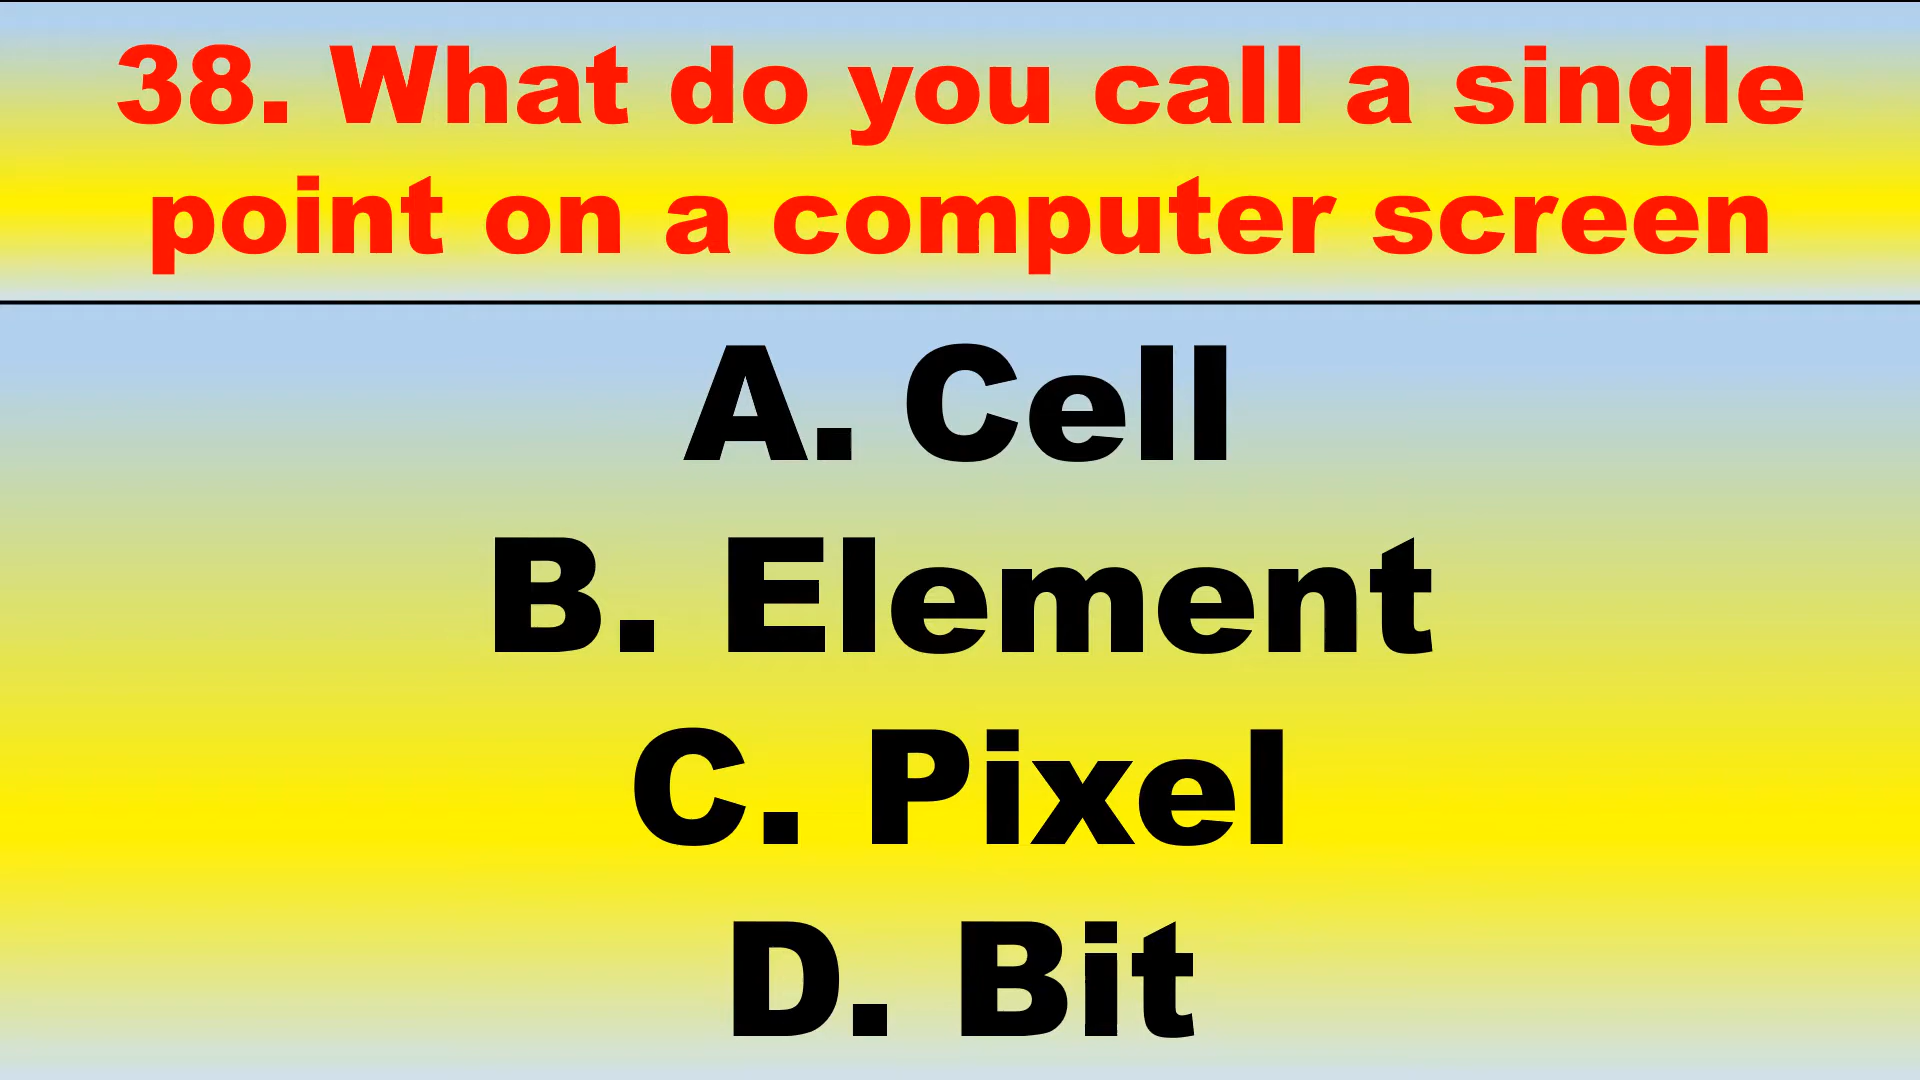 38. What do you call a single
point on a computer screen
A. Cell
B. Element
C. Pixel
D. Bit